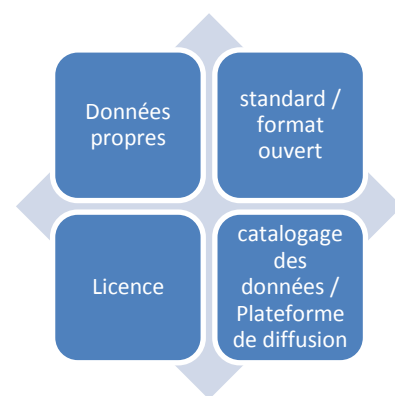 Données
propres
standard /
format
ouvert
Licence
catalogage
des
données /
Plateforme
de diffusion